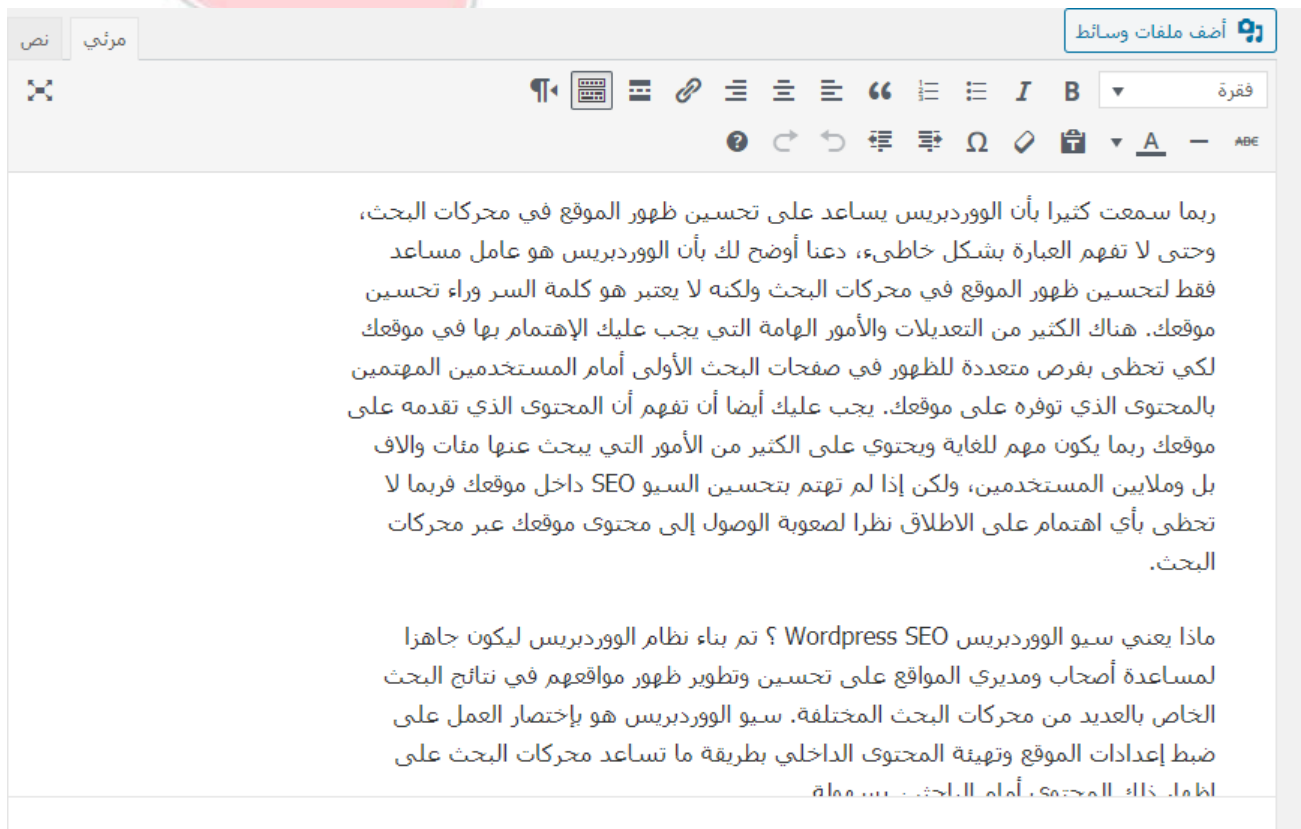 أضف ملفات وسائط
مرئي
نص
فقرة
B I
ABC A Ω
ربما سمعت كثيرا بأن الووردبريس يساعد على تحسين ظهور الموقع في محركات البحث،
وحتى لا تفهم العبارة بشكل خاطىء، دعنا أوضح لك بأن الووردبريس هو عامل مساعد
فقط لتحسين ظهور الموقع في محركات البحث ولكنه لا يعتبر هو كلمة السر وراء تحسين
موقعك. هناك الكثير من التعديلات والأمور الهامة التي يجب عليك الإهتمام بها في موقعك
لكي تحظى بفرص متعددة للظهور في صفحات البحث الأولى أمام المستخدمين المهتمين
بالمحتوى الذي توفره على موقعك. يجب عليك أيضا أن تفهم أن المحتوى الذي تقدمه على
موقعك ربما يكون مهم للغاية ويحتوي على الكثير من الأمور التي يبحث عنها مئات والاف
بل وملايين المستخدمين، ولكن إذا لم تهتم بتحسين السيو SEO داخل موقعك فربما لا
تحظى بأي اهتمام على الاطلاق نظرا لصعوبة الوصول إلى محتوى موقعك عبر محركات
البحث.
ماذا يعني سيو الووردبريس Wordpress SEO ؟ تم بناء نظام الووردبريس ليكون جاهزا
لمساعدة أصحاب ومديري المواقع على تحسين وتطوير ظهور مواقعهم في نتائج البحث
الخاص بالعديد من محركات البحث المختلفة. سيو الووردبريس هو بإختصار العمل على
ضبط إعدادات الموقع وتهيئة المحتوى الداخلي بطريقة ما تساعد محركات البحث على
اظهار ذلك المحتوى أمام الباحثين بسهولة